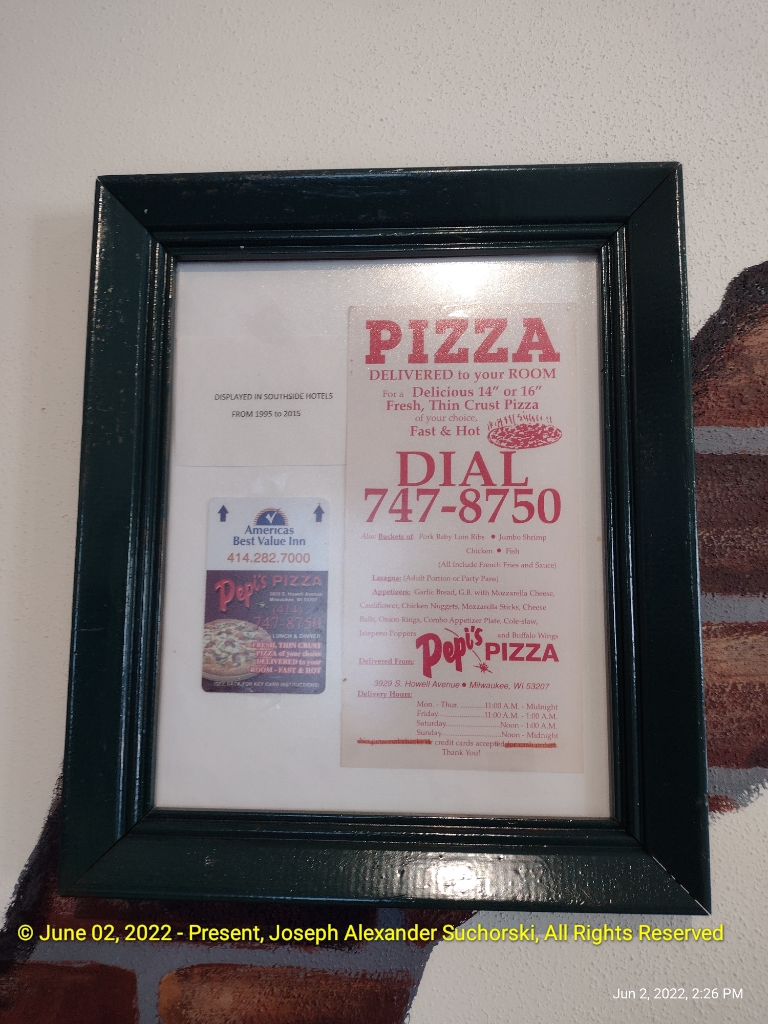 DISPLAYED IN SOUTHSIDE HOTELS
FROM 1995 to 2015
Americas
Best Value Inn
414.282.7000
Pepi's PIZZA
3929 S. Howell Avenue
Milwaukee, WI 53207
747-8750
LUNCH & DINNER
FRESH, THIN CRUST
PIZZA of your choice
DELIVERED to your
ROOM - FAST & HOT
PIZZA
DELIVERED to your ROOM
For a Delicious 14" or 16"
Fresh, Thin Crust Pizza
of your choice,
Fast & Hot
DIAL
747-8750
Also Buckets of: Pork Baby Loin Ribs • Jumbo Shrimp
Chicken • Fish
(All Include French Fries and Sauce)
Lasagna: (Adult Portion or Party Pans)
Appetizers: Garlic Bread, G.B. with Mozzarella Cheese,
Cauliflower, Chicken Nuggets, Mozzarella Sticks, Cheese
Balls, Onion Rings, Combo Appetizer Plate, Cole-slaw,
Jalapeno Poppers and Buffalo Wings
Delivered From: Pepi's PIZZA
3929 S. Howell Avenue • Milwaukee, WI 53207
Delivery Hours:
Mon. - Thur. ................11:00 A.M. - Midnight
Friday................11:00 A.M. - 1:00 A.M.
Saturday................Noon - 1:00 A.M.
Sunday................Noon - Midnight
credit cards accepted
Thank You!
© June 02, 2022 - Present, Joseph Alexander Suchorski, All Rights Reserved
Jun 2, 2022, 2:26 PM